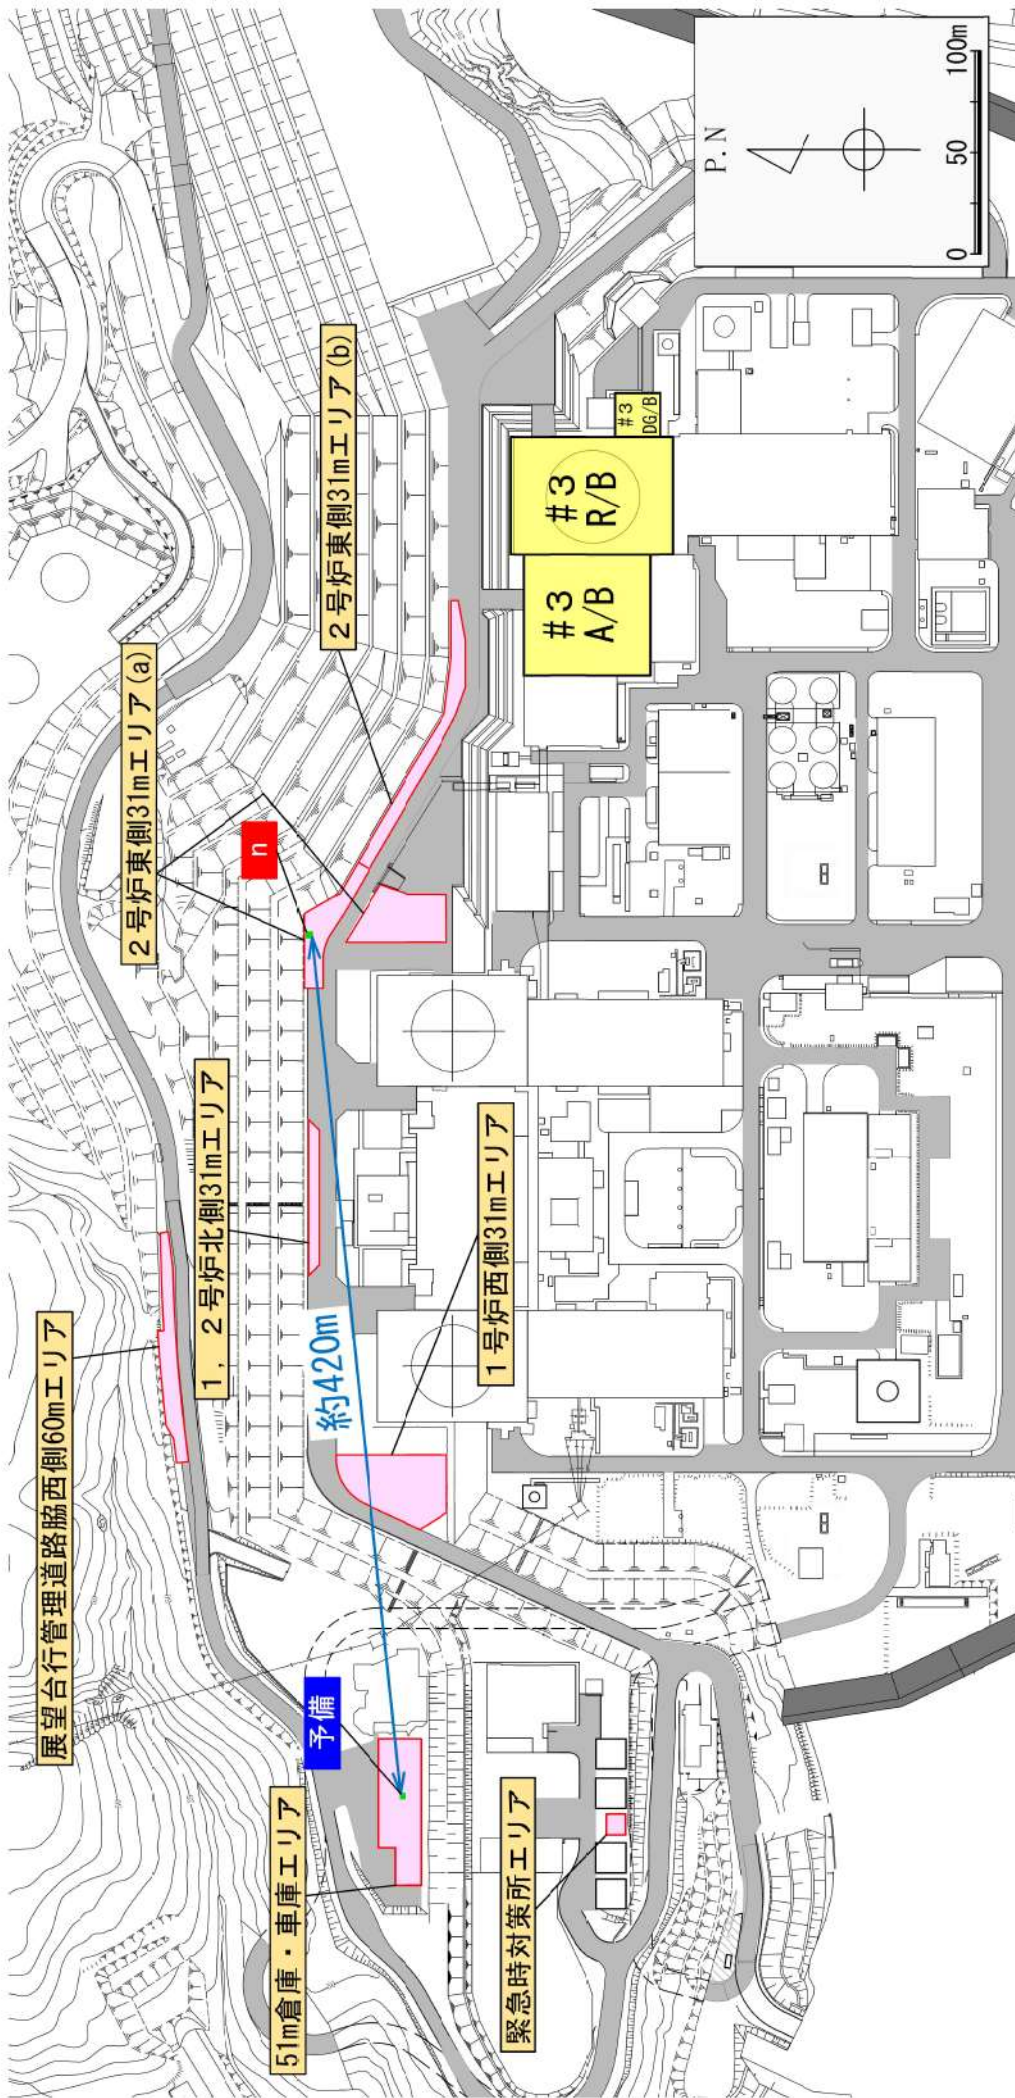 展望台行管理道路脇西側60mエリア
51m倉庫・車庫エリア
予備
1，2号炉北側31mエリア
約420m
2号炉東側31mエリア(a)
n
2号炉東側31mエリア(b)
1号炉西側31mエリア
緊急時対策所エリア
#3
A/B
#3
R/B
#3
DG/B
P.N
0 50 100m